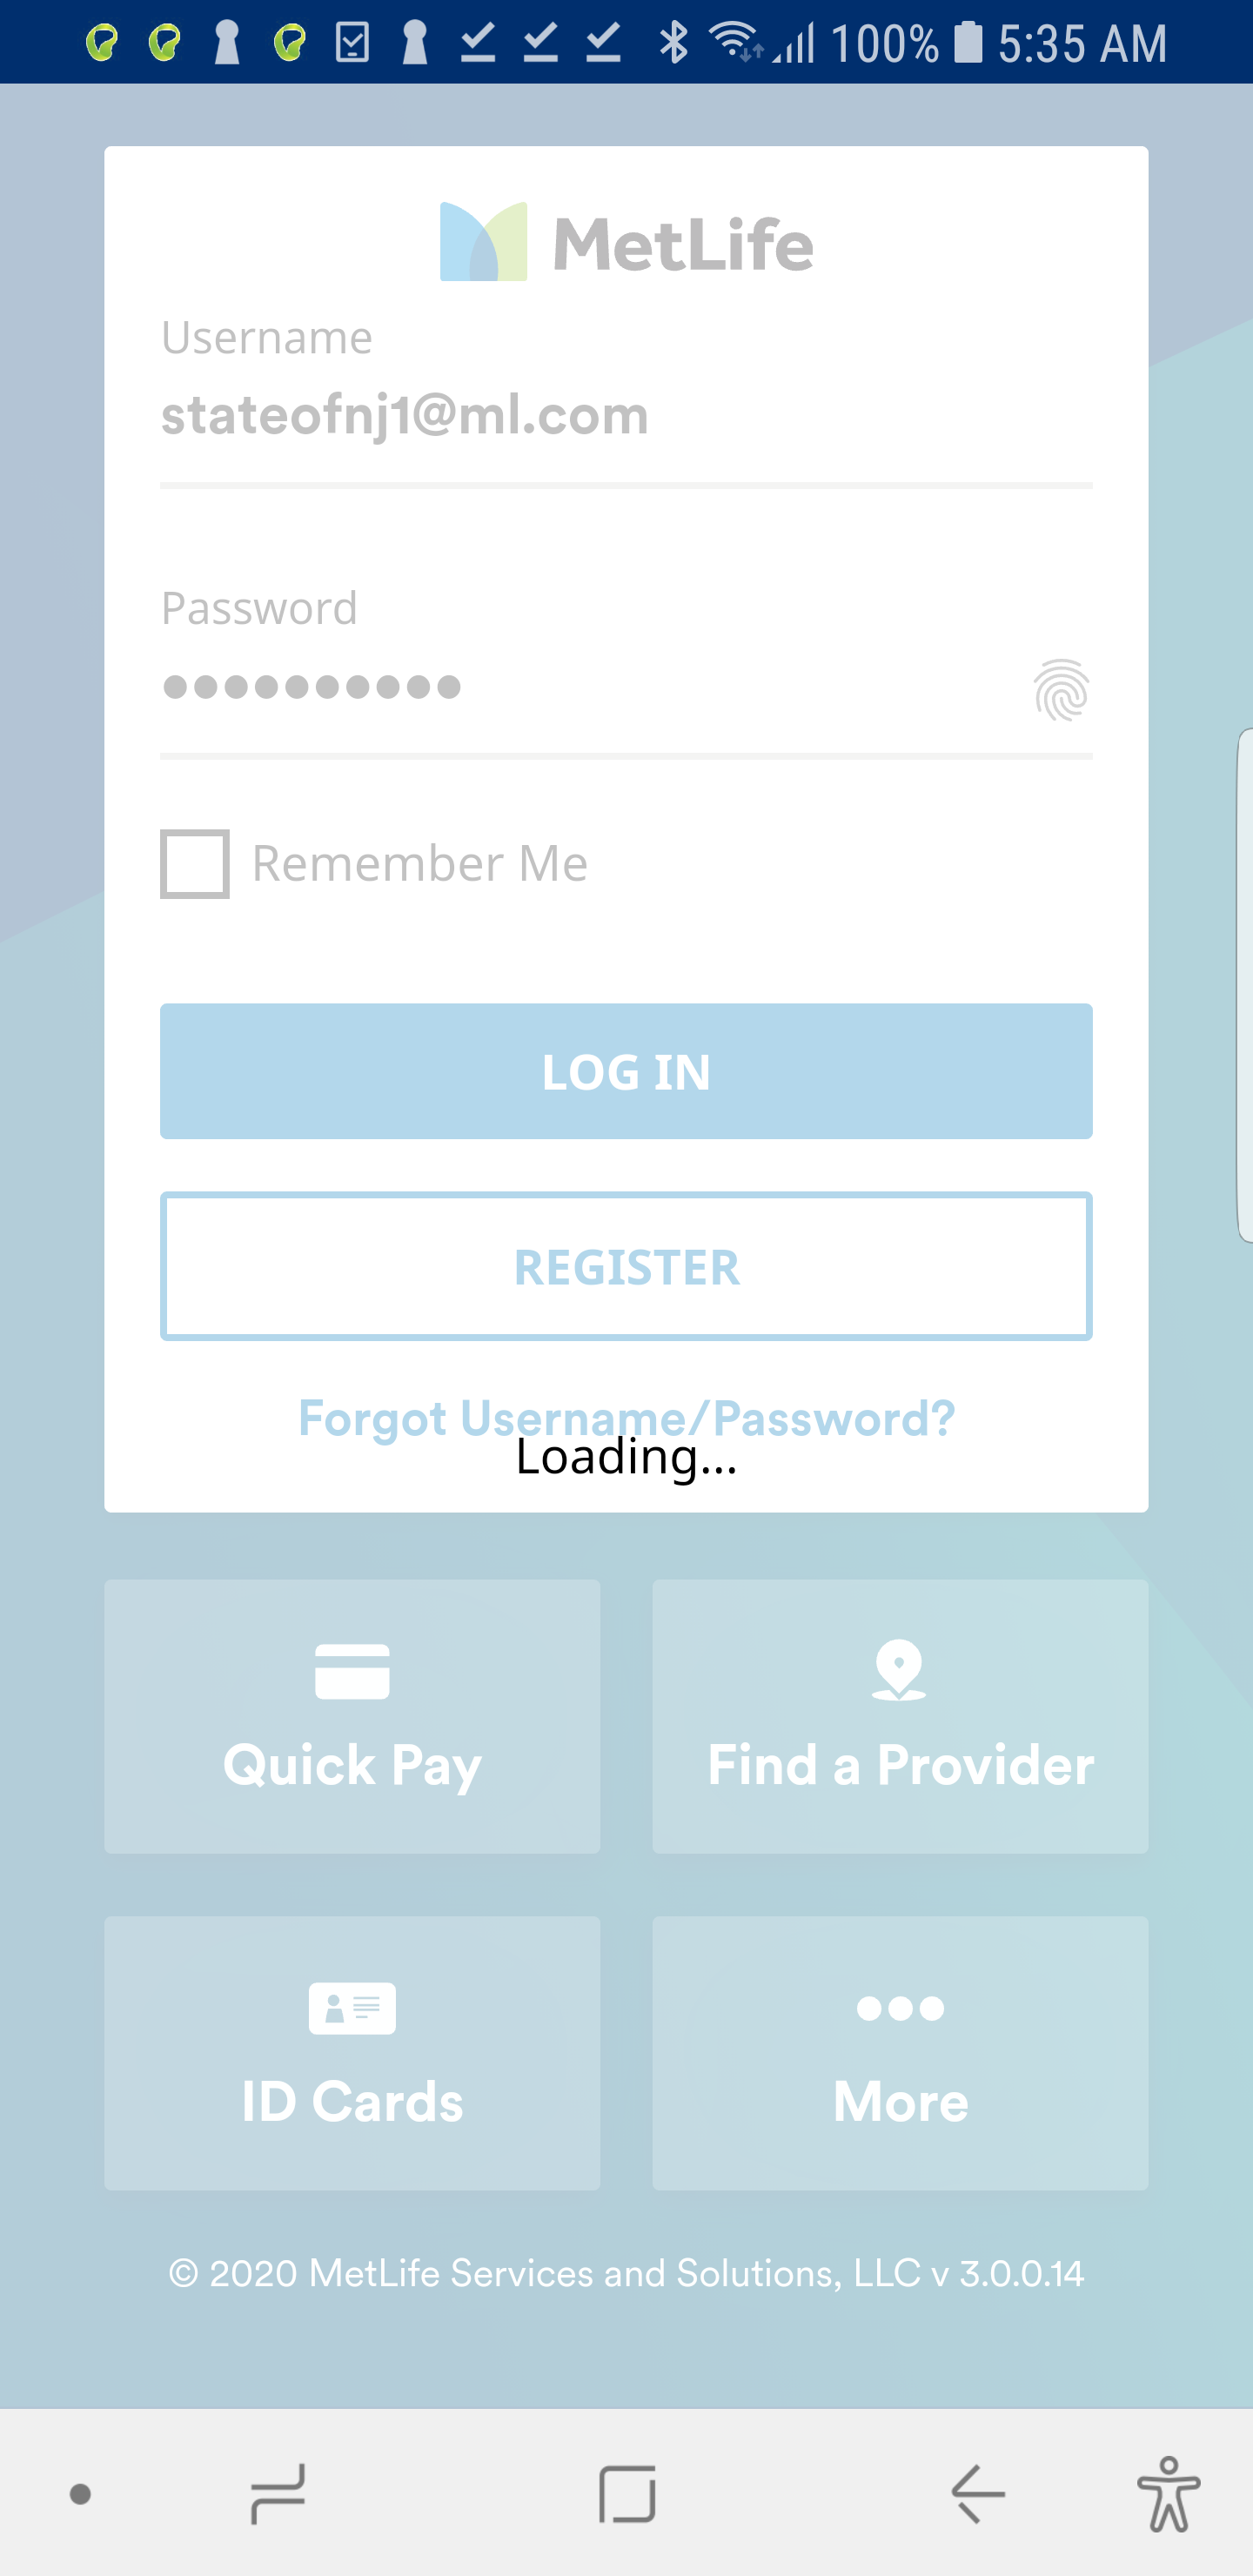 100% 5:35 AM
MetLife
Username
stateofnj1@ml.com
Password
Remember Me
LOG IN
REGISTER
Forgot Username/Password?
Loading...
Quick Pay
Find a Provider
ID Cards
More
© 2020 MetLife Services and Solutions, LLC v 3.0.0.14